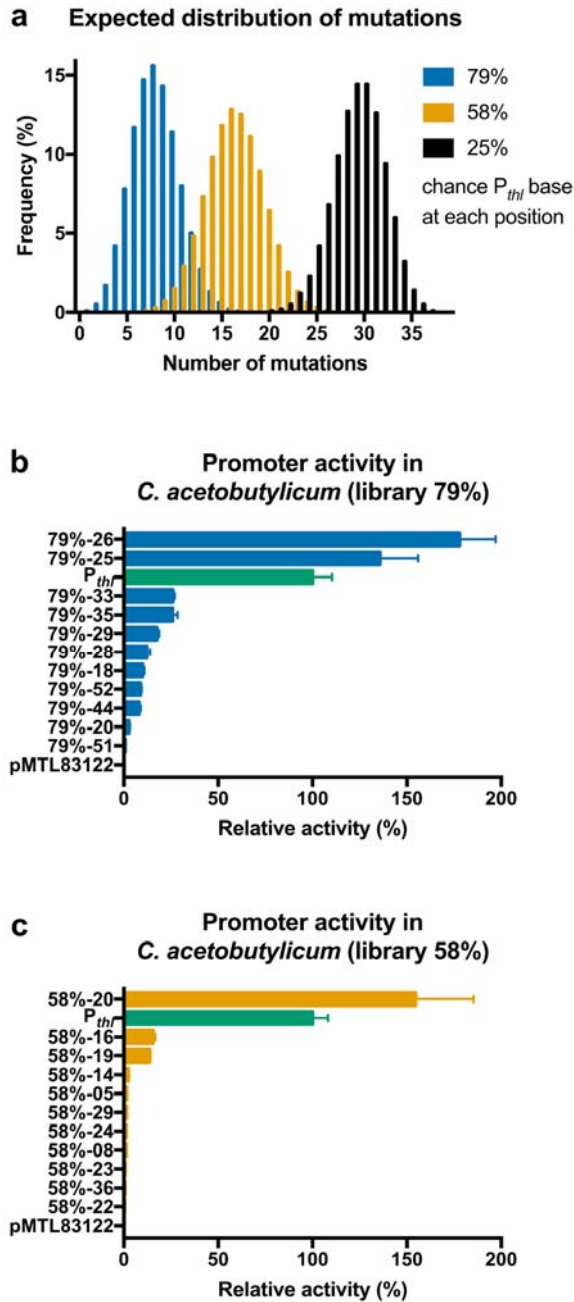 a Expected distribution of mutations
15
10
5
0
Frequency (%)
0 5 10 15 20 25 30 35
Number of mutations
79%
58%
25%
chance Pthl base
at each position
b Promoter activity in
C. acetobutylicum (library 79%)
79%-26
79%-25
Pthl
79%-33
79%-35
79%-29
79%-28
79%-18
79%-52
79%-44
79%-20
79%-51
pMTL83122
0 50 100 150 200
Relative activity (%)
c Promoter activity in
C. acetobutylicum (library 58%)
58%-20
Pthl
58%-16
58%-19
58%-14
58%-05
58%-29
58%-24
58%-08
58%-23
58%-36
58%-22
pMTL83122
0 50 100 150 200
Relative activity (%)